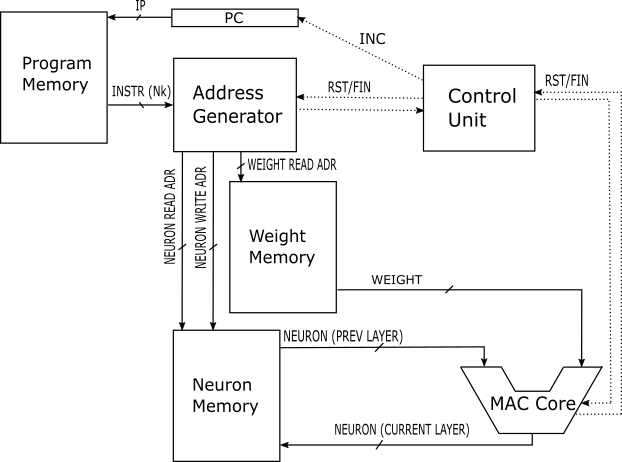 IP
PC
INC
Program
Memory
INSTR (Nk)
Address
Generator
RST/FIN
Control
Unit
RST/FIN
NEURON READ ADR
NEURON WRITE ADR
WEIGHT READ ADR
Weight
Memory
WEIGHT
NEURON (PREV LAYER)
Neuron
Memory
MAC Core
NEURON (CURRENT LAYER)